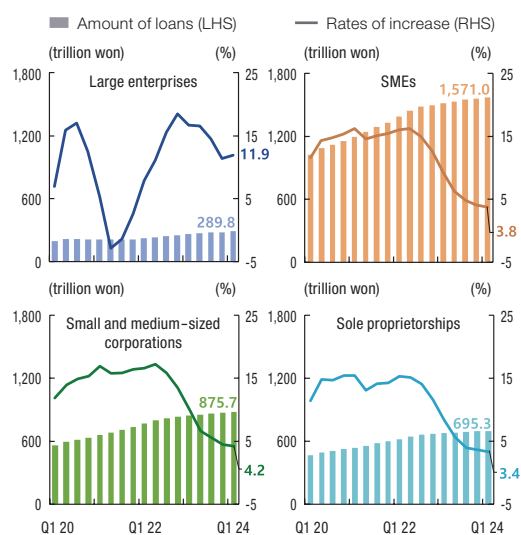 Amount of loans (LHS) Rates of increase (RHS)
(trillion won) (%) (trillion won) (%)
Large enterprises
SMEs
1,800 25 1,800 25
1,571.0
1,200 15 1,200 15
11.9
600 5 600 5
289.8
3.8
0 -5 0 -5
(trillion won) (%) (trillion won) (%)
1,800 25 1,800 25
Small and medium-sized
corporations
Sole proprietorships
1,200 15 1,200 15
875.7
695.3
600 5 600 5
4.2
3.4
0 -5 0 -5
Q1 20 Q1 22 Q1 24 Q1 20 Q1 22 Q1 24